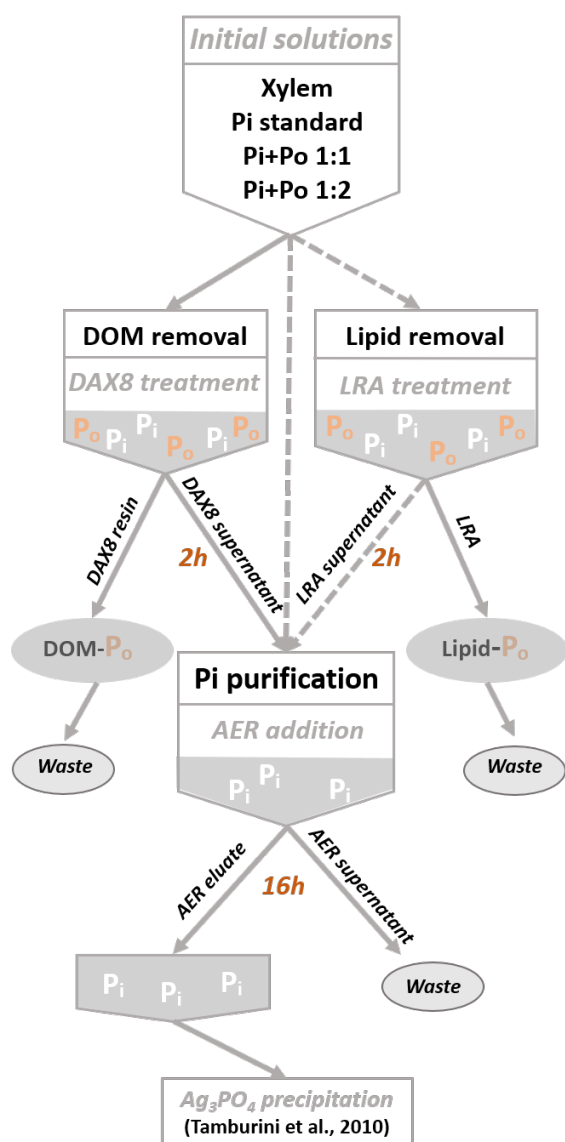 Initial solutions
Xylem
Pi standard
Pi+Po 1:1
Pi+Po 1:2
DOM removal
DAX8 treatment
Po Pi Pi Po Pi Po
Lipid removal
LRA treatment
Po Pi Pi Po Pi Po
DAX8 resin
2h
DAX8 supernatant
LRA supernatant
2h
LRA
DOM-Po
Lipid-Po
Waste
Waste
Pi purification
AER addition
Pi Pi Pi
AER eluate
16h
AER supernatant
Pi Pi Pi
Waste
Ag₃PO₄ precipitation
(Tamburini et al., 2010)